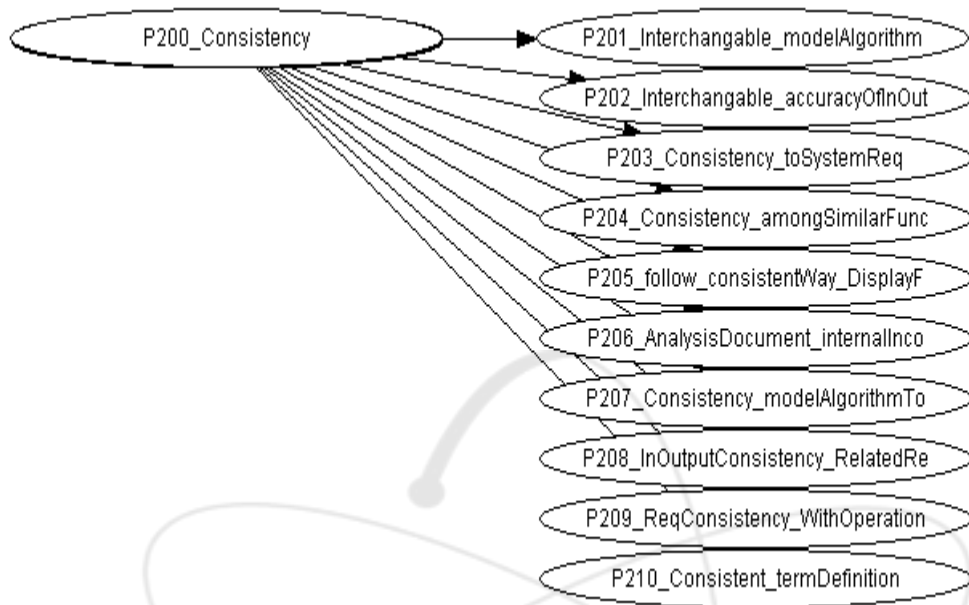 P200_Consistency
P201_Interchangable_modelAlgorithm
P202_Interchangable_accuracyOfInOut
P203_Consistency_toSystemReq
P204_Consistency_amongSimilarFunc
P205_follow_consistentWay_DisplayF
P206_AnalysisDocument_internalInco
P207_Consistency_modelAlgorithmTo
P208_InOutputConsistency_RelatedRe
P209_ReqConsistency_WithOperation
P210_Consistent_termDefinition